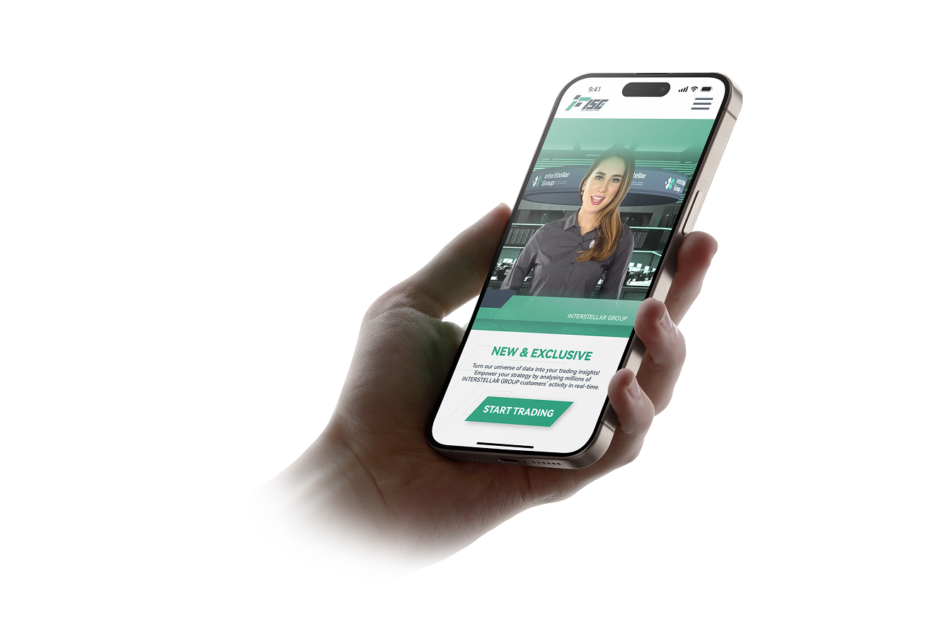 9:41
ISG
InterStellar
Group
INTERSTELLAR GROUP
NEW & EXCLUSIVE
Turn our universe of data into your trading insights!
Empower your strategy by analysing millions of
INTERSTELLAR GROUP customers' activity in real-time.
START TRADING